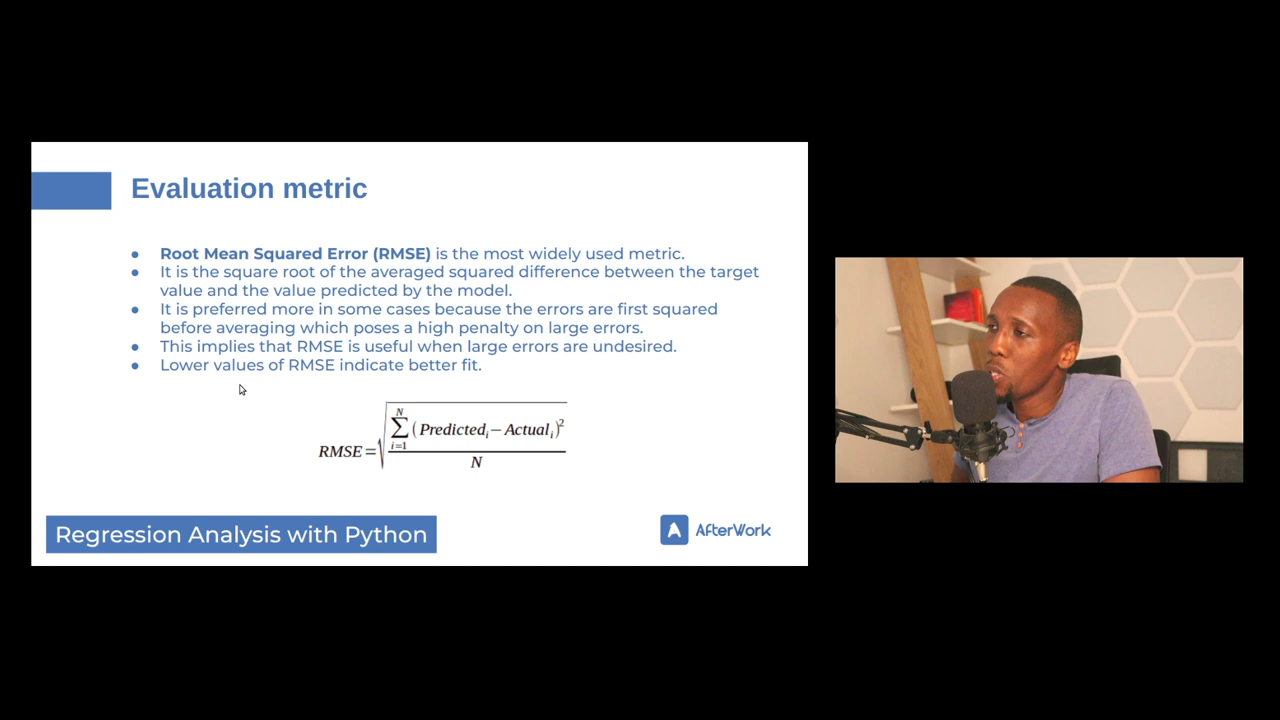 Evaluation metric
● Root Mean Squared Error (RMSE) is the most widely used metric.
● It is the square root of the averaged squared difference between the target
value and the value predicted by the model.
● It is preferred more in some cases because the errors are first squared
before averaging which poses a high penalty on large errors.
● This implies that RMSE is useful when large errors are undesired.
● Lower values of RMSE indicate better fit.
RMSE = √(∑_{i=1}^{N} (Predicted_i − Actual_i)² / N)
Regression Analysis with Python
A AfterWork